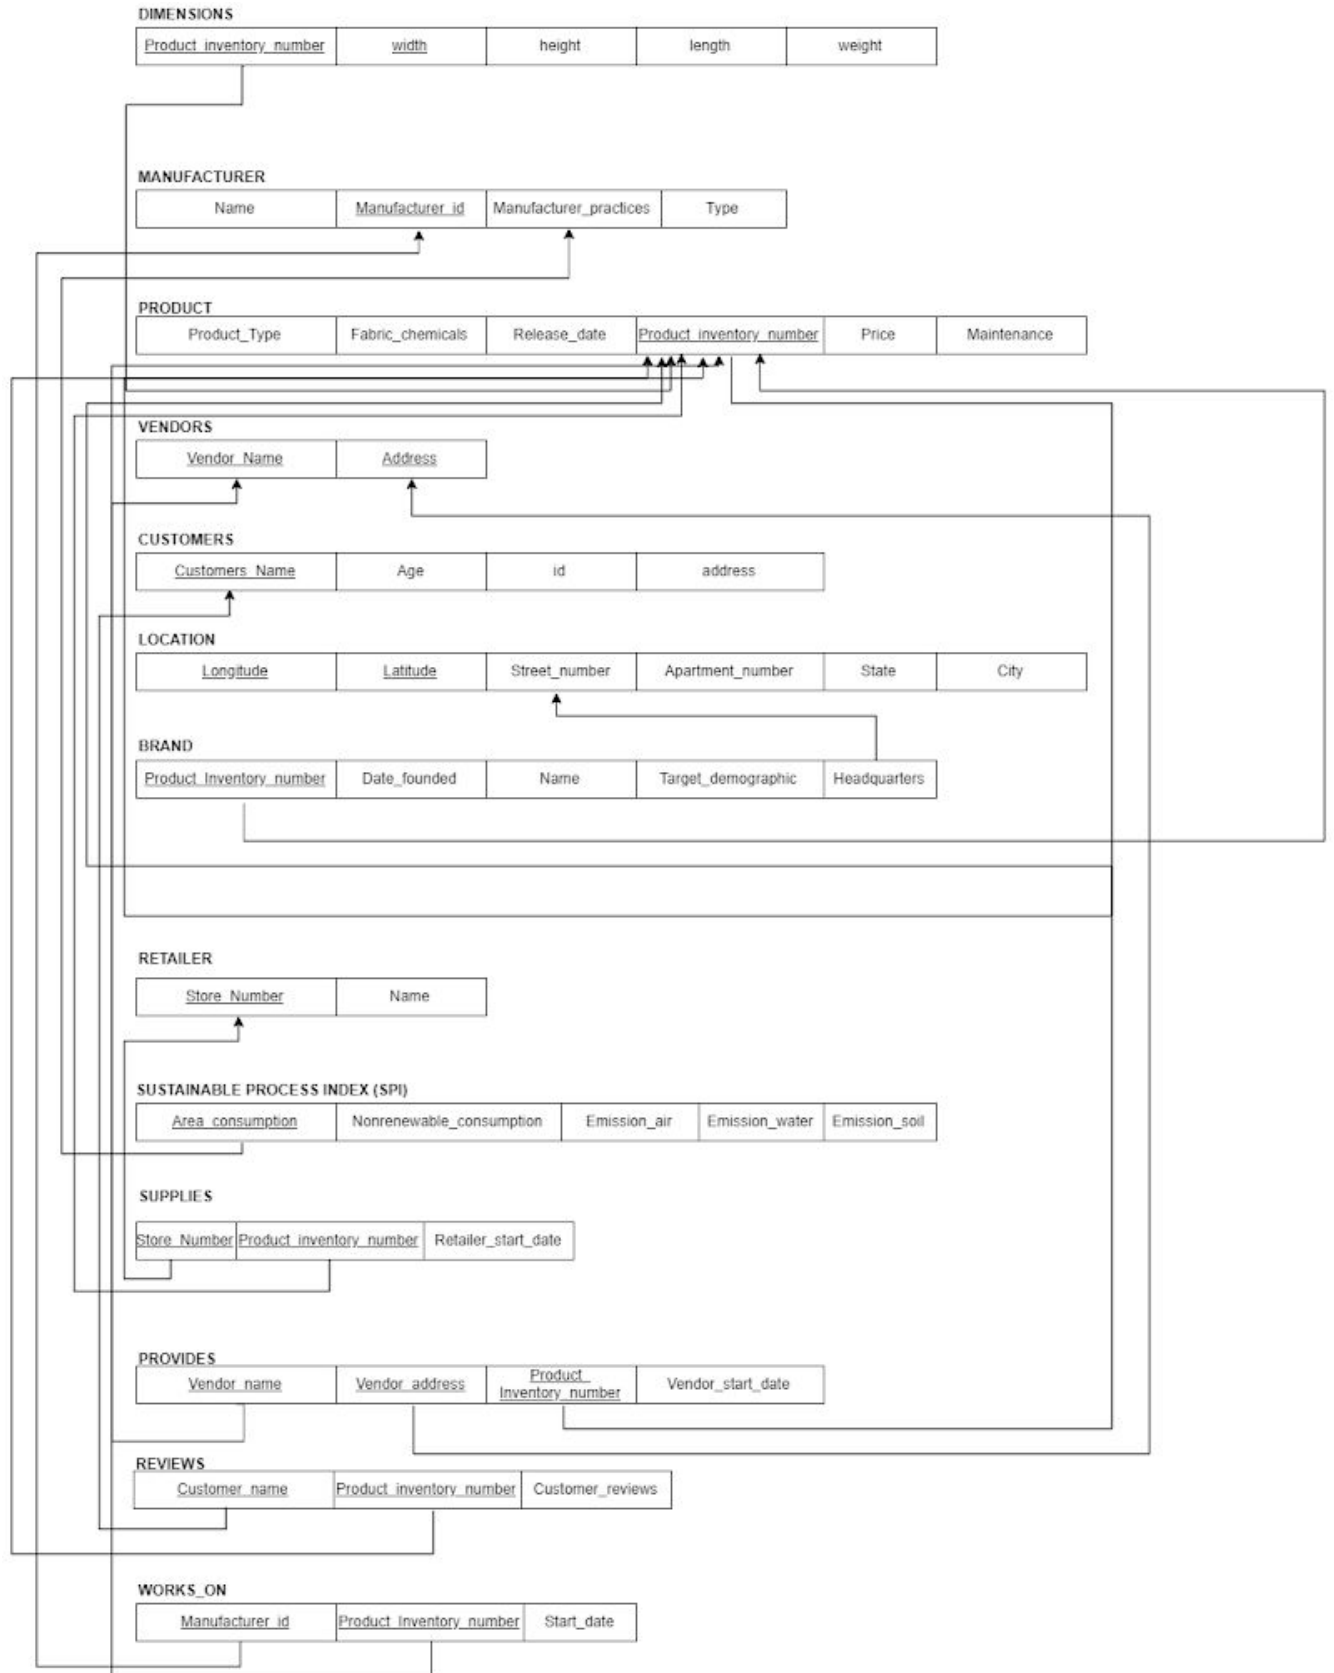 DIMENSIONS
Product_inventory_number width height length weight
MANUFACTURER
Name Manufacturer_id Manufacturer_practices Type
PRODUCT
Product_Type Fabric_chemicals Release_date Product_inventory_number Price Maintenance
VENDORS
Vendor_Name Address
CUSTOMERS
Customers_Name Age id address
LOCATION
Longitude Latitude Street_number Apartment_number State City
BRAND
Product_Inventory_number Date_founded Name Target_demographic Headquarters
RETAILER
Store_Number Name
SUSTAINABLE PROCESS INDEX (SPI)
Area_consumption Nonrenewable_consumption Emission_air Emission_water Emission_soil
SUPPLIES
Store_Number Product_inventory_number Retailer_start_date
PROVIDES
Vendor_name Vendor_address Product_
Inventory_number Vendor_start_date
REVIEWS
Customer_name Product_inventory_number Customer_reviews
WORKS_ON
Manufacturer_id Product_Inventory_number Start_date